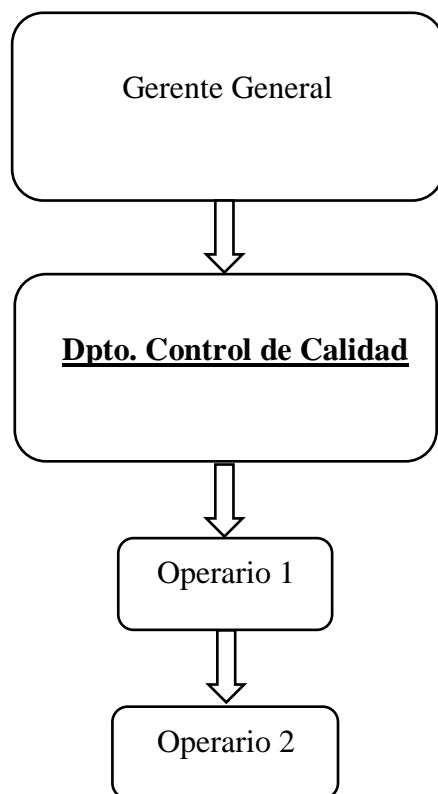 Gerente General
Dpto. Control de Calidad
Operario 1
Operario 2